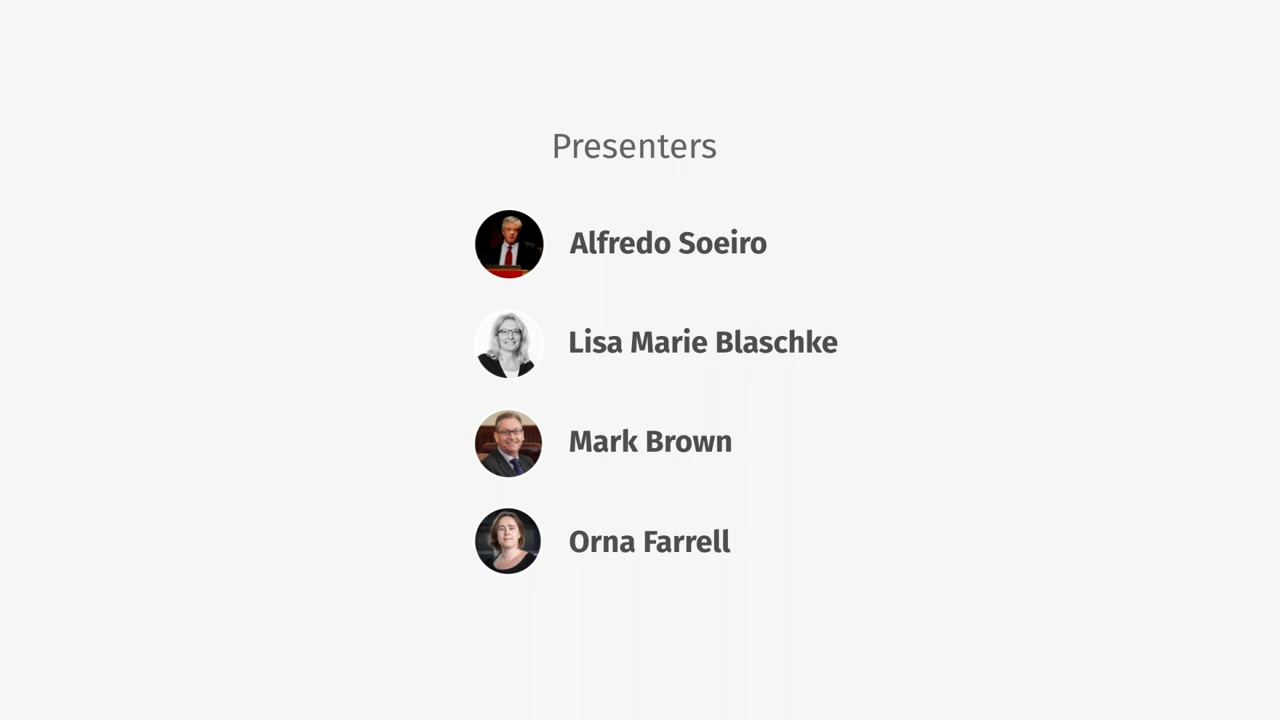 Presenters
Alfredo Soeiro
Lisa Marie Blaschke
Mark Brown
Orna Farrell